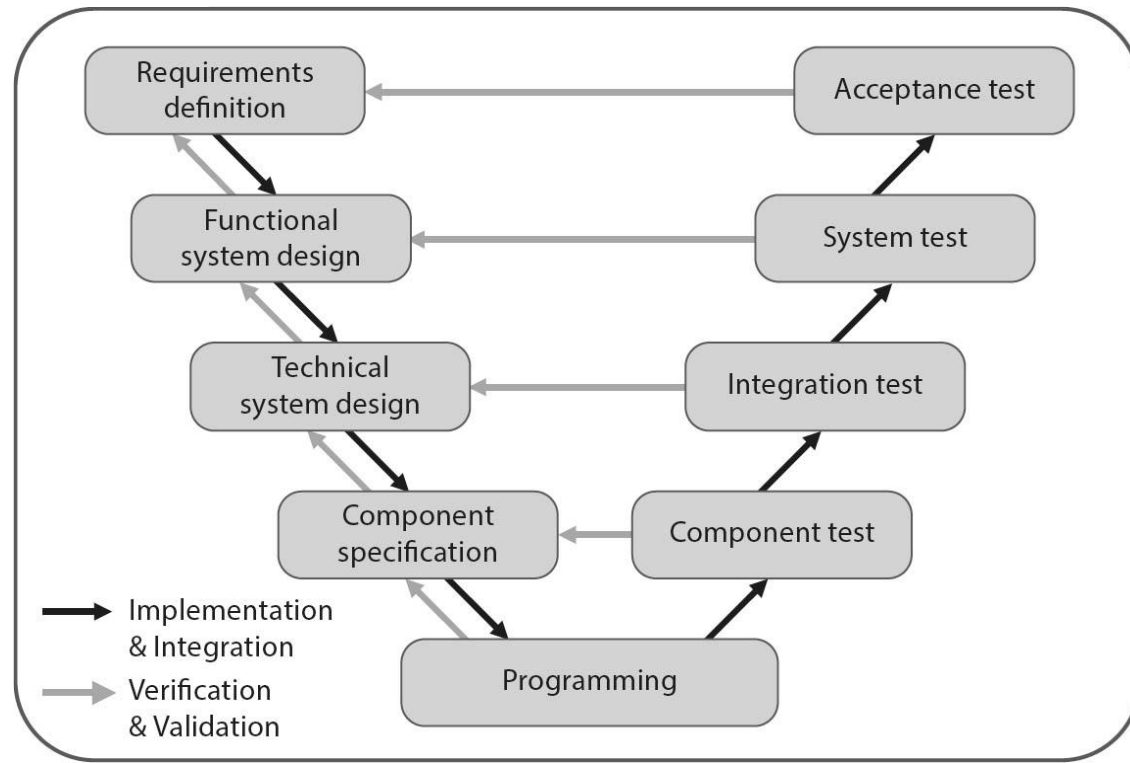 Requirements
definition
Acceptance test
Functional
system design
System test
Technical
system design
Integration test
Component
specification
Component test
Implementation
& Integration
Programming
Verification
& Validation